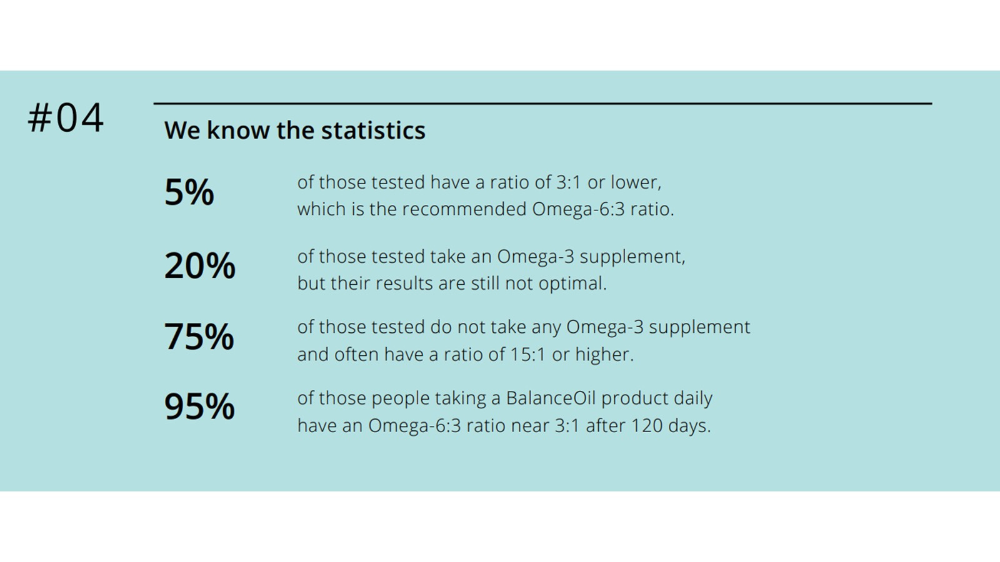 #04
We know the statistics
5%
of those tested have a ratio of 3:1 or lower,
which is the recommended Omega-6:3 ratio.
20%
of those tested take an Omega-3 supplement,
but their results are still not optimal.
75%
of those tested do not take any Omega-3 supplement
and often have a ratio of 15:1 or higher.
95%
of those people taking a BalanceOil product daily
have an Omega-6:3 ratio near 3:1 after 120 days.